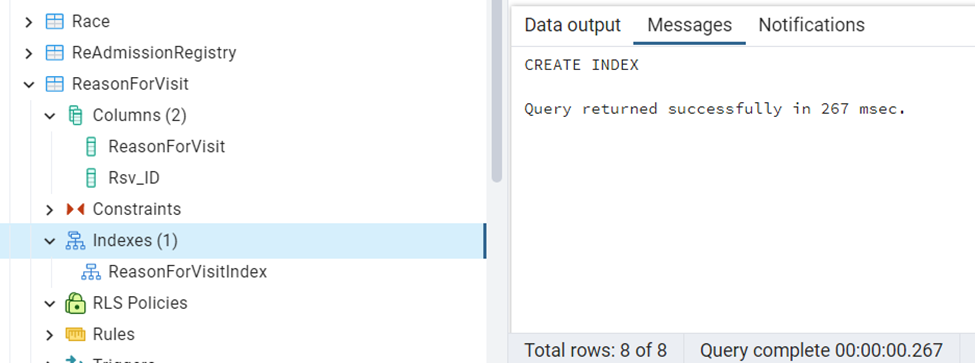 Race
ReAdmissionRegistry
ReasonForVisit
Columns (2)
ReasonForVisit
Rsv_ID
Constraints
Indexes (1)
ReasonForVisitIndex
RLS Policies
Rules
Triggers
Data output Messages Notifications
CREATE INDEX
Query returned successfully in 267 msec.
Total rows: 8 of 8 Query complete 00:00:00.267